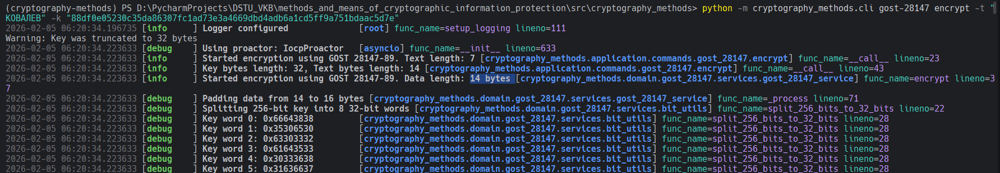 (cryptography-methods) PS D:\PycharmProjects\DSTU_VKB\methods_and_means_of_cryptographic_information_protection\src\cryptography_methods> python -m cryptography_methods.cli gost-28147 encrypt -t "
КОВАЛЕВ" -k "88df0e05230c35da86307fc1ad73e3a4669dbd4adb6a1cd5ff9a751bdaac5d7e"
2026-02-05 06:20:34.196735 [info     ] Logger configured              [root] func_name=setup_logging lineno=111
Warning: Key was truncated to 32 bytes
2026-02-05 06:20:34.223633 [debug    ] Using proactor: IocpProactor   [asyncio] func_name=__init__ lineno=633
2026-02-05 06:20:34.223633 [info     ] Started encryption using GOST 28147-89. Text length: 7 [cryptography_methods.application.commands.gost_28147.encrypt] func_name=__call__ lineno=23
2026-02-05 06:20:34.223633 [info     ] Key bytes length: 32, Text bytes length: 14 [cryptography_methods.application.commands.gost_28147.encrypt] func_name=__call__ lineno=43
2026-02-05 06:20:34.223633 [info     ] Started encryption using GOST 28147-89. Data length: 14 bytes [cryptography_methods.domain.gost_28147.services.gost_28147_service] func_name=encrypt lineno=3
7
2026-02-05 06:20:34.223633 [debug    ] Padding data from 14 to 16 bytes [cryptography_methods.domain.gost_28147.services.gost_28147_service] func_name=_process lineno=71
2026-02-05 06:20:34.223633 [debug    ] Splitting 256-bit key into 8 32-bit words [cryptography_methods.domain.gost_28147.services.bit_utils] func_name=split_256_bits_to_32_bits lineno=22
2026-02-05 06:20:34.223633 [debug    ] Key word 0: 0x66643838         [cryptography_methods.domain.gost_28147.services.bit_utils] func_name=split_256_bits_to_32_bits lineno=28
2026-02-05 06:20:34.223633 [debug    ] Key word 1: 0x35306530         [cryptography_methods.domain.gost_28147.services.bit_utils] func_name=split_256_bits_to_32_bits lineno=28
2026-02-05 06:20:34.223633 [debug    ] Key word 2: 0x63303332         [cryptography_methods.domain.gost_28147.services.bit_utils] func_name=split_256_bits_to_32_bits lineno=28
2026-02-05 06:20:34.223633 [debug    ] Key word 3: 0x61643533         [cryptography_methods.domain.gost_28147.services.bit_utils] func_name=split_256_bits_to_32_bits lineno=28
2026-02-05 06:20:34.223633 [debug    ] Key word 4: 0x30333638         [cryptography_methods.domain.gost_28147.services.bit_utils] func_name=split_256_bits_to_32_bits lineno=28
2026-02-05 06:20:34.223633 [debug    ] Key word 5: 0x31636637         [cryptography_methods.domain.gost_28147.services.bit_utils] func_name=split_256_bits_to_32_bits lineno=28